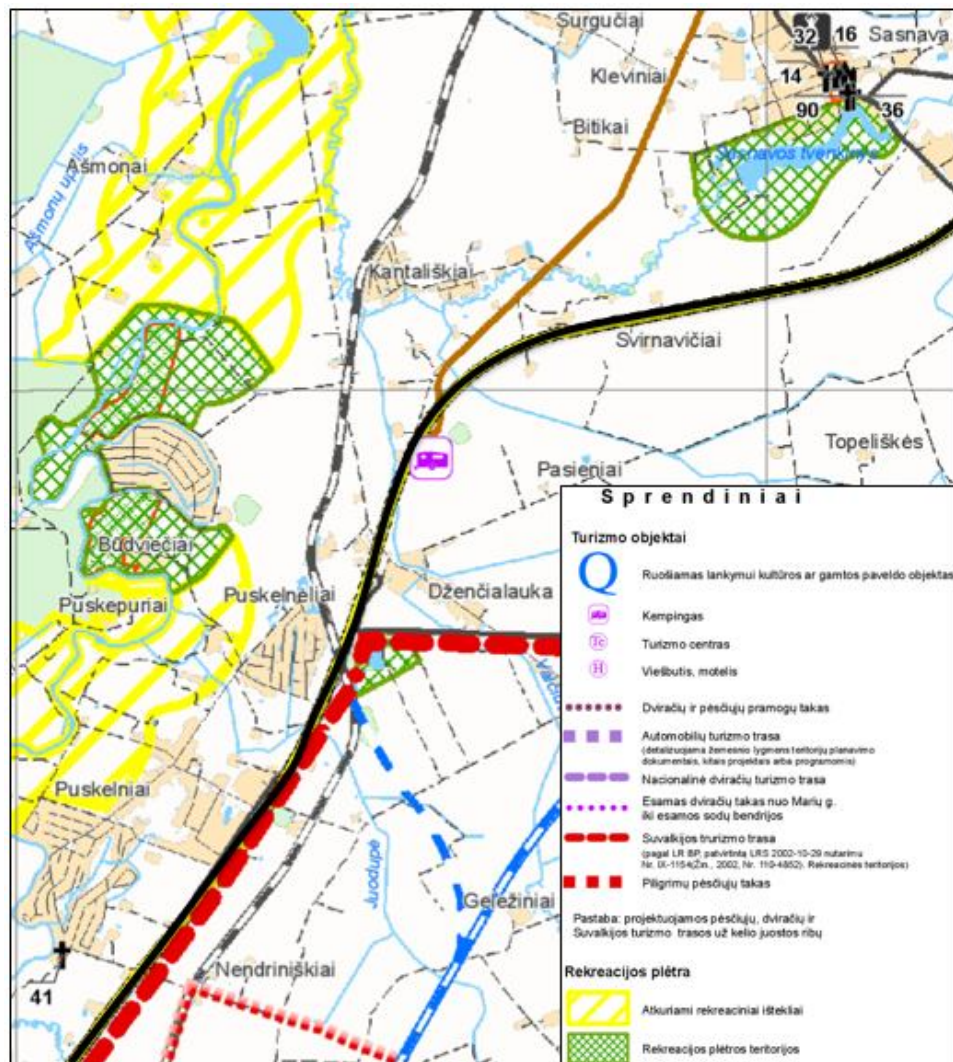 Surgučiai
32
16
Sasnava
Kleviniai
14
Bitikai
90
36
Sasnavos tvenkinys
Ašmonai
Ašmonų upelis
Kantališkiai
Svirnavičiai
Topeliškės
Pasieniai
Būdviečiai
Puskepuriai
Puskelnėliai
Dženčialauka
Puskelniai
Juodupė
Geležiniai
Nendriniškiai
41
Sprendiniai
Turizmo objektai
Q
Ruošiamas lankymui kultūros ar gamtos paveldo objektas
Kempingas
Tc
Turizmo centras
H
Viešbutis, motelis
Dviračių ir pėsčiųjų pramogų takas
Automobilių turizmo trasa
(detalizuojama žemesnio lygmens teritorijų planavimo
dokumentais, kitais projektais arba programomis)
Nacionalinė dviračių turizmo trasa
Esamas dviračių takas nuo Marių g.
iki esamos sodų bendrijos
Suvalkijos trurizmo trasa
(pagal LR BP, patvirtintą LRS 2002-10-29 nutarimu
Nr. IX-1154(Žin., 2002, Nr. 110-4852). Rekreacinės teritorijos)
Piligrimų pėsčiųjų takas
Pastaba: projektuojamos pėsčiųjų, dviračių ir
Suvalkijos turizmo trasos už kelio juostos ribų
Rekreacijos plėtra
Atkuriami rekreaciniai ištekliai
Rekreacijos plėtros teritorijos